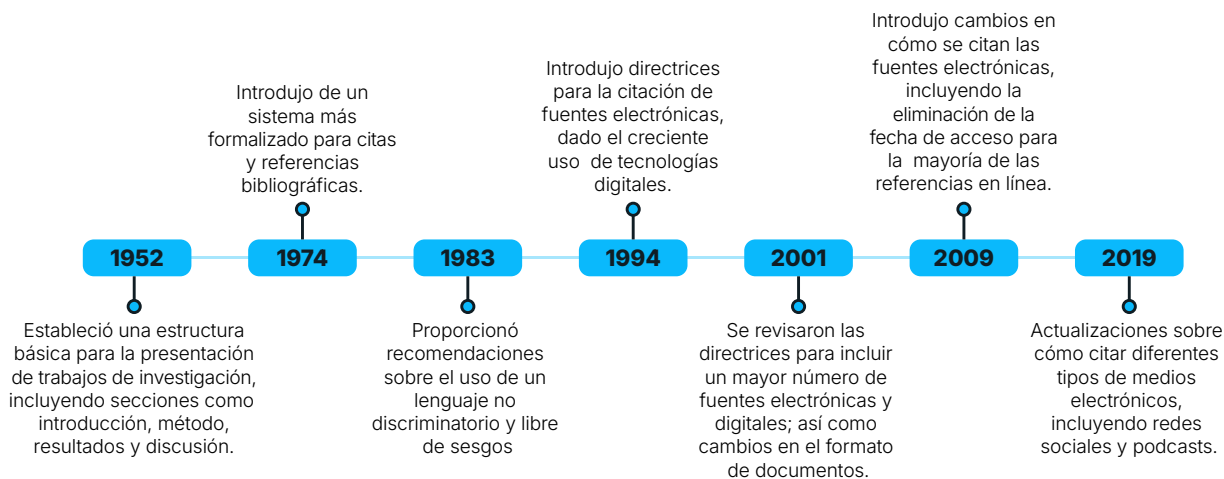 1952
Estableció una estructura
básica para la presentación
de trabajos de investigación,
incluyendo secciones como
introducción, método,
resultados y discusión.
1974
Introdujo de un
sistema más
formalizado para citas
y referencias
bibliográficas.
1983
Proporcionó
recomendaciones
sobre el uso de un
lenguaje no
discriminatorio y libre
de sesgos
1994
Introdujo directrices
para la citación de
fuentes electrónicas,
dado el creciente
uso de tecnologías
digitales.
2001
Se revisaron las
directrices para incluir
un mayor número de
fuentes electrónicas y
digitales; así como
cambios en el formato
de documentos.
2009
Introdujo cambios en
cómo se citan las
fuentes electrónicas,
incluyendo la
eliminación de la
fecha de acceso para
la mayoría de las
referencias en línea.
2019
Actualizaciones sobre
cómo citar diferentes
tipos de medios
electrónicos,
incluyendo redes
sociales y podcasts.